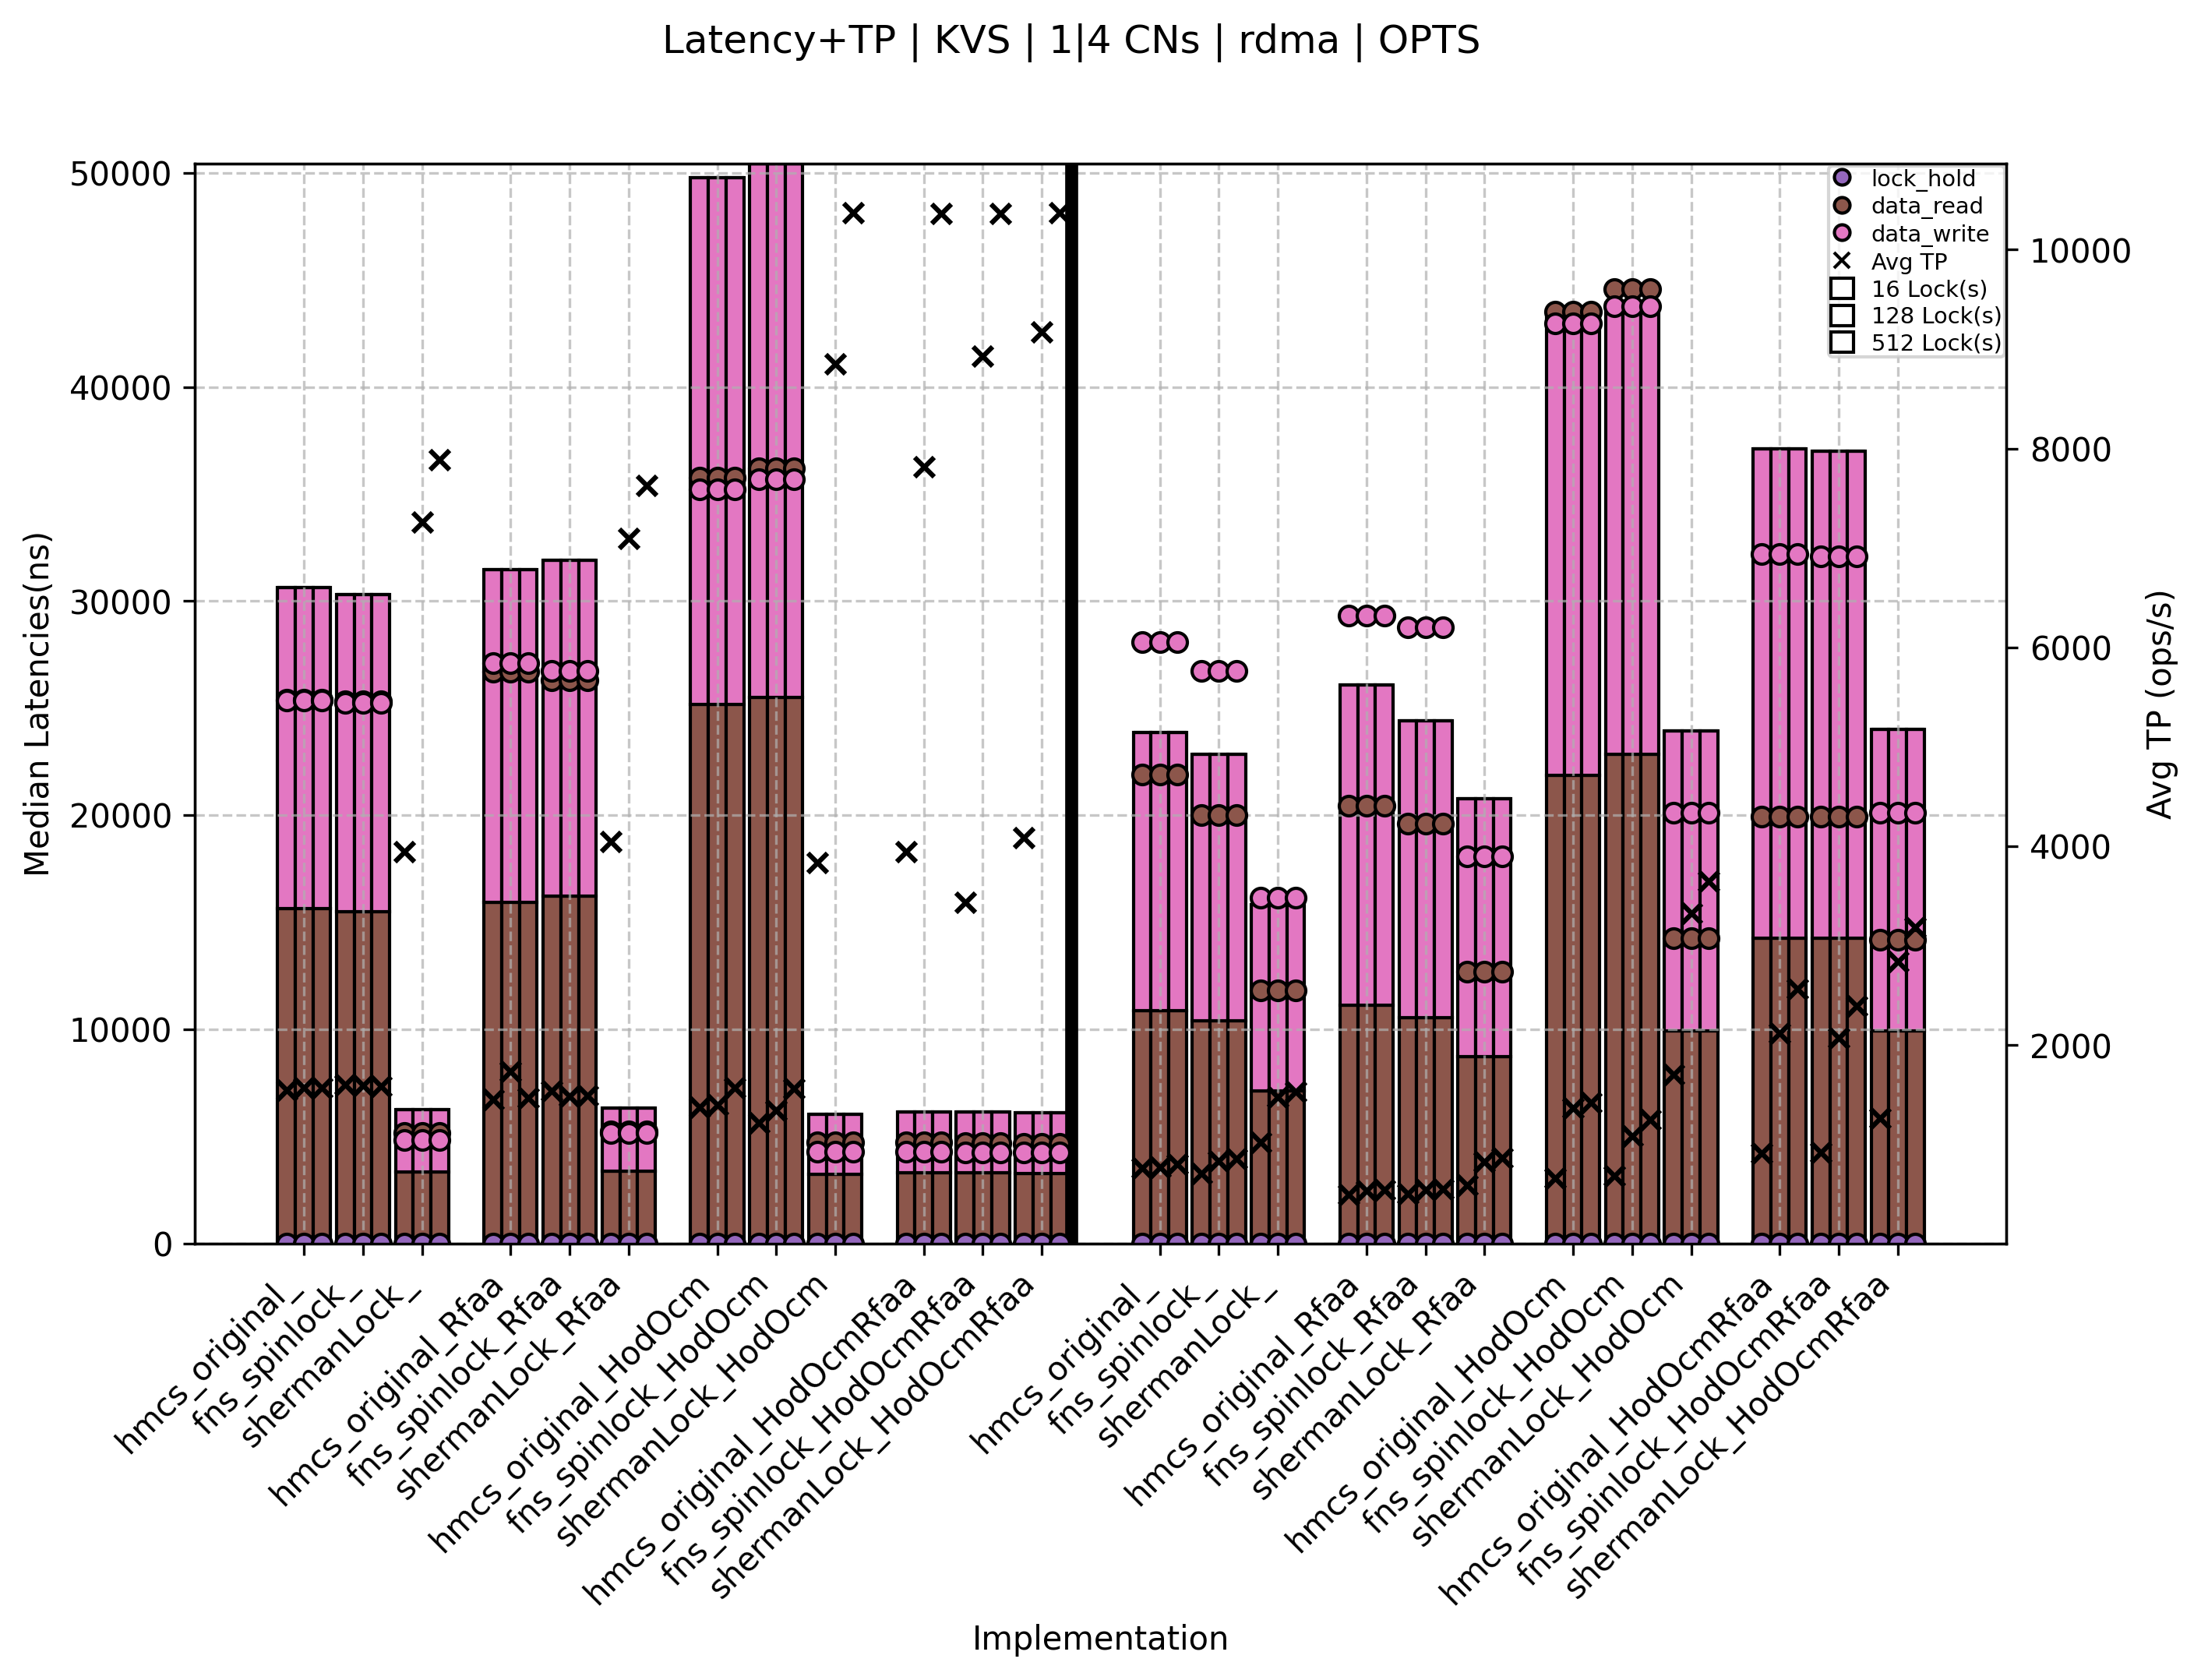 Latency+TP | KVS | 1|4 CNs | rdma | OPTS
Median Latencies(ns)
50000
40000
30000
20000
10000
0
lock_hold
data_read
data_write
Avg TP
16 Lock(s)
128 Lock(s)
512 Lock(s)
10000
8000
6000
4000
2000
Avg TP (ops/s)
hmcs_original_
fns_spinlock_
shermanLock_
hmcs_original_Rfaa
fns_spinlock_Rfaa
shermanLock_Rfaa
hmcs_original_HodOcm
fns_spinlock_HodOcm
shermanLock_HodOcm
hmcs_original_HodOcmRfaa
fns_spinlock_HodOcmRfaa
shermanLock_HodOcmRfaa
hmcs_original_
fns_spinlock_
shermanLock_
hmcs_original_Rfaa
fns_spinlock_Rfaa
shermanLock_Rfaa
hmcs_original_HodOcm
fns_spinlock_HodOcm
shermanLock_HodOcm
hmcs_original_HodOcmRfaa
fns_spinlock_HodOcmRfaa
shermanLock_HodOcmRfaa
Implementation